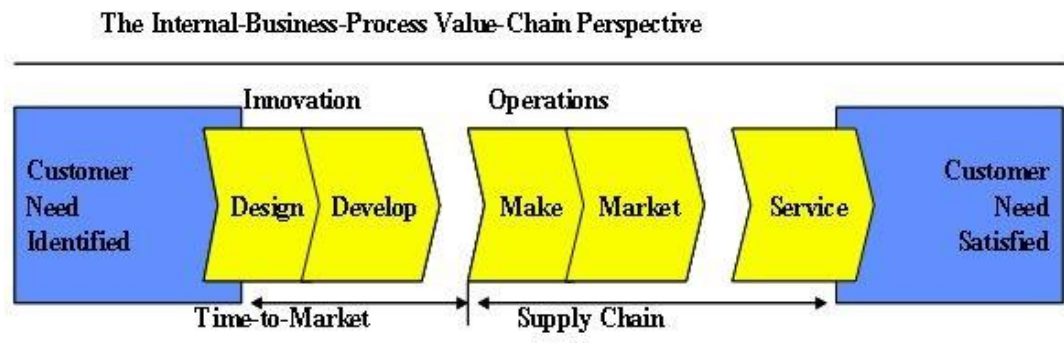 The Internal-Business-Process Value-Chain Perspective
Innovation
Operations
Customer
Need
Identified
Design
Develop
Make
Market
Service
Customer
Need
Satisfied
Time-to-Market
Supply Chain